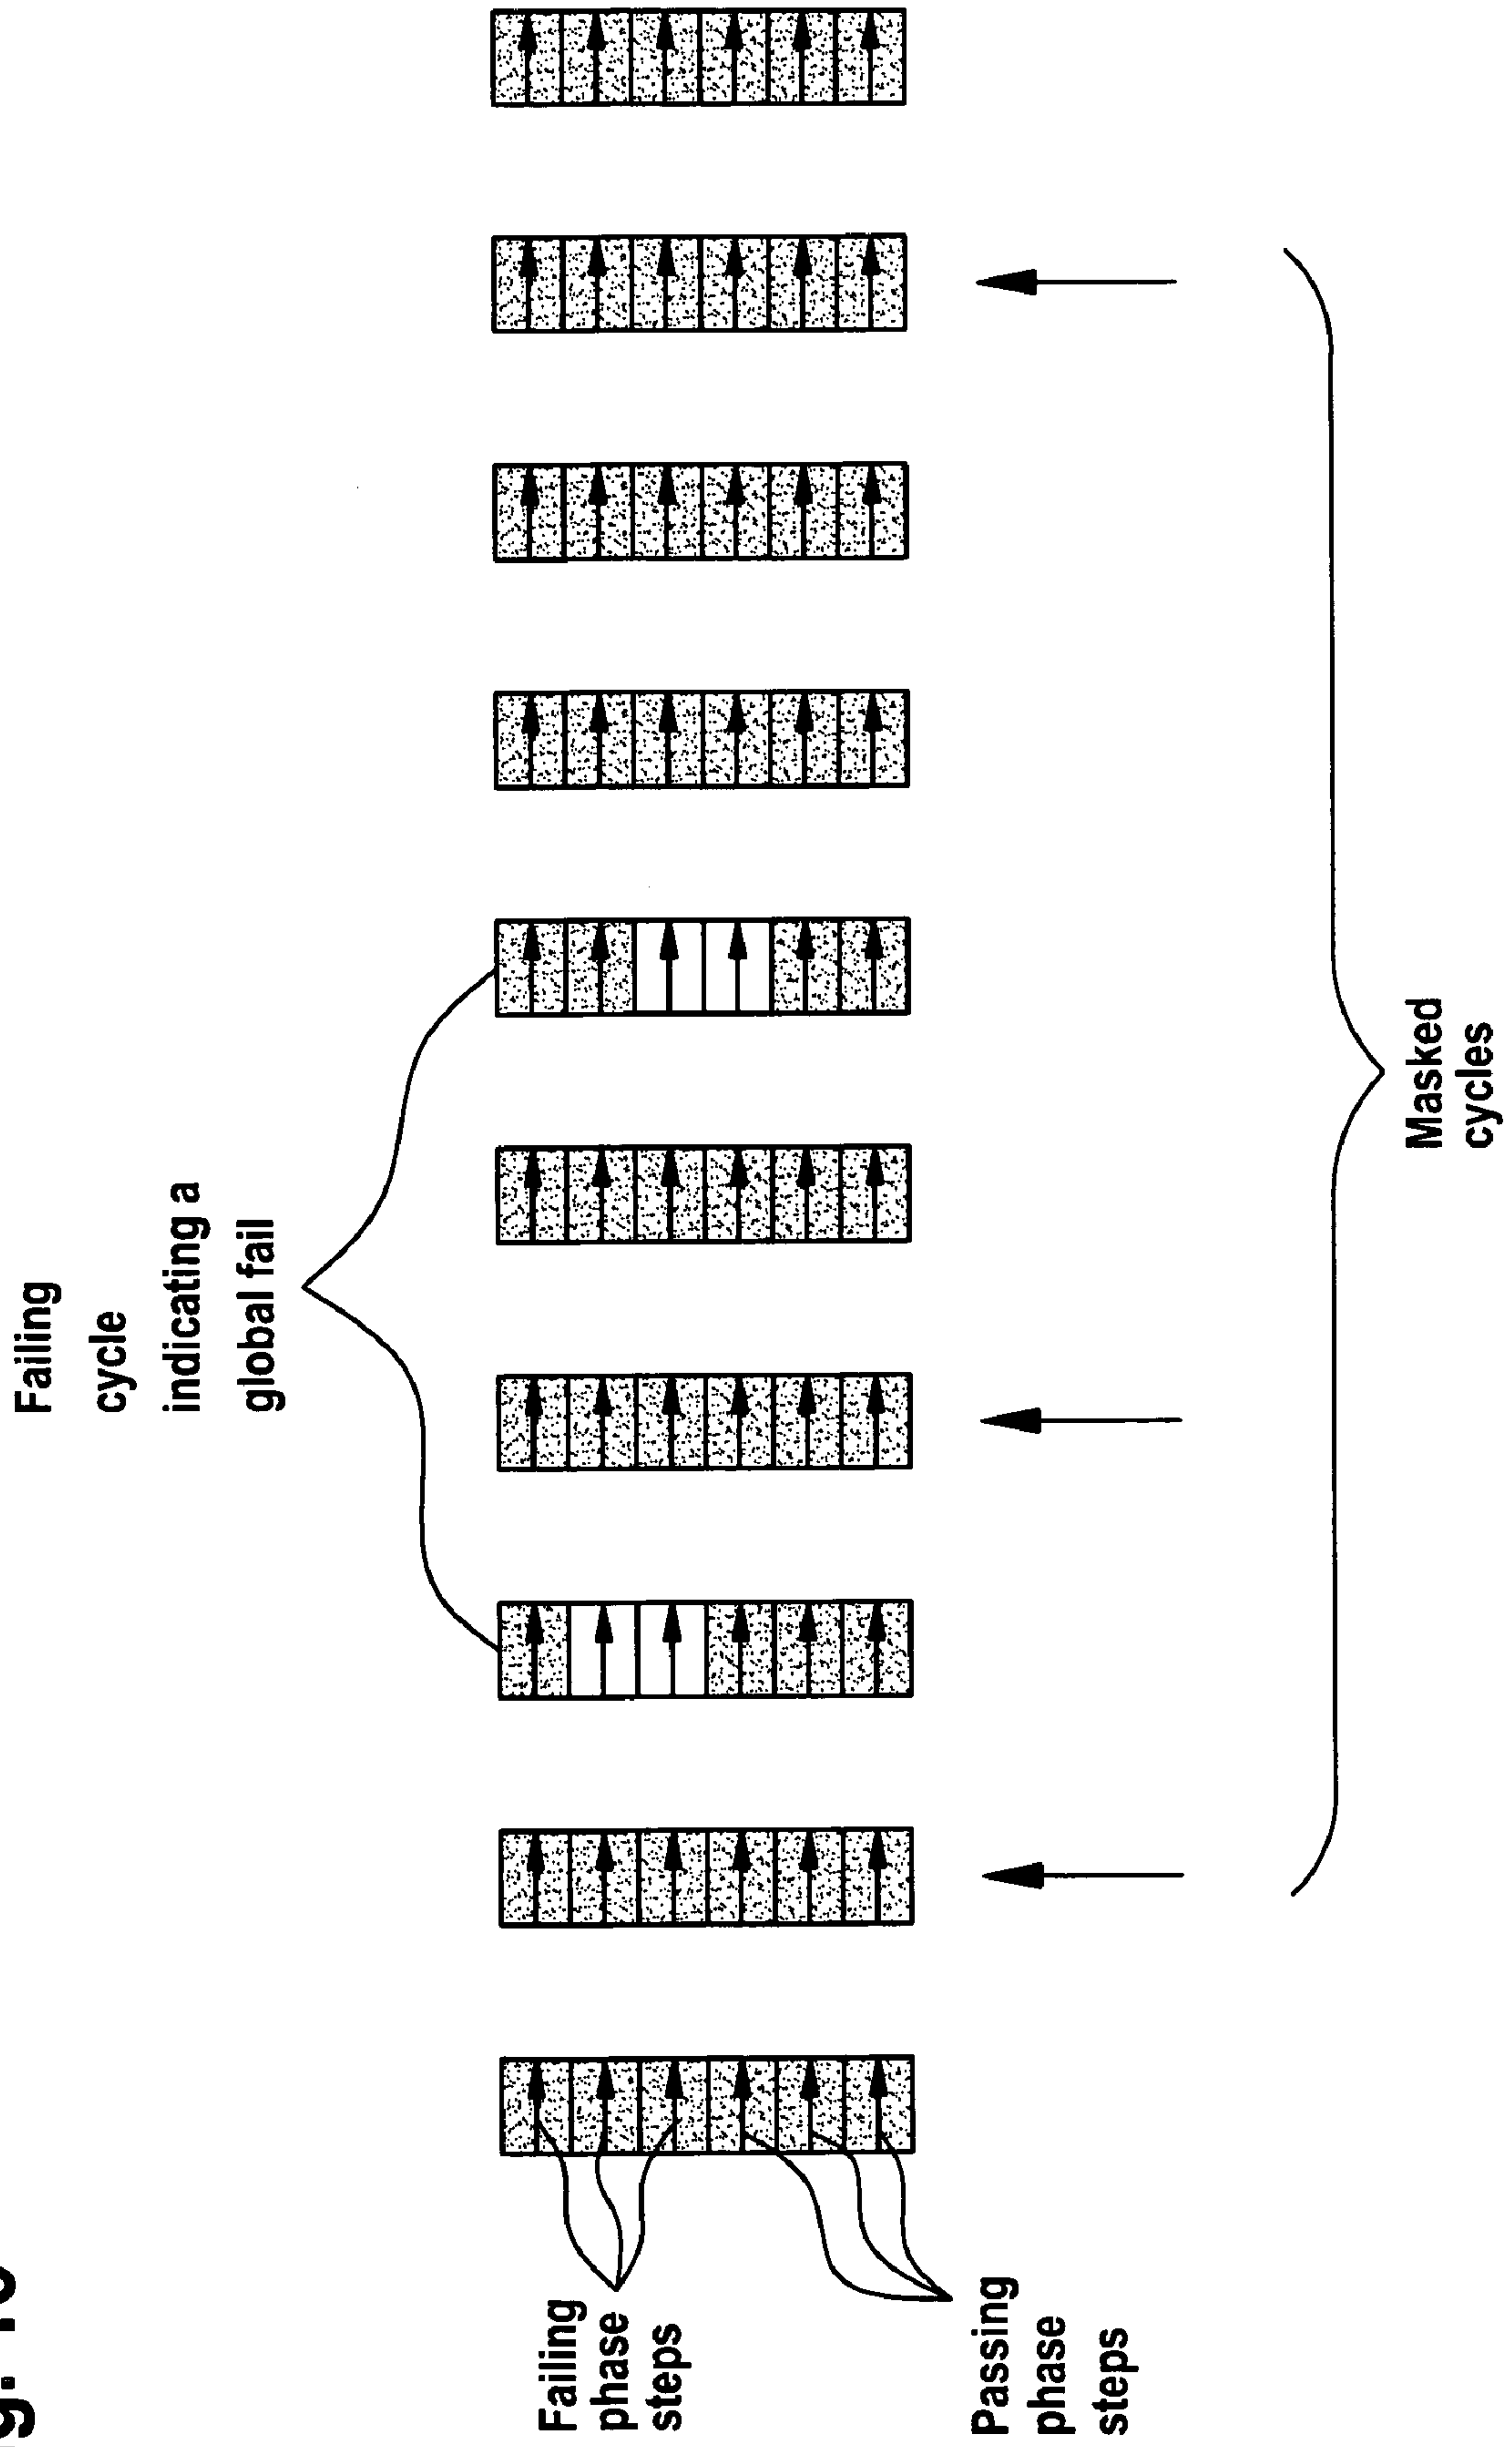 Failing
cycle
indicating a
global fail
Failing
phase
steps
Passing
phase
steps
Masked
cycles